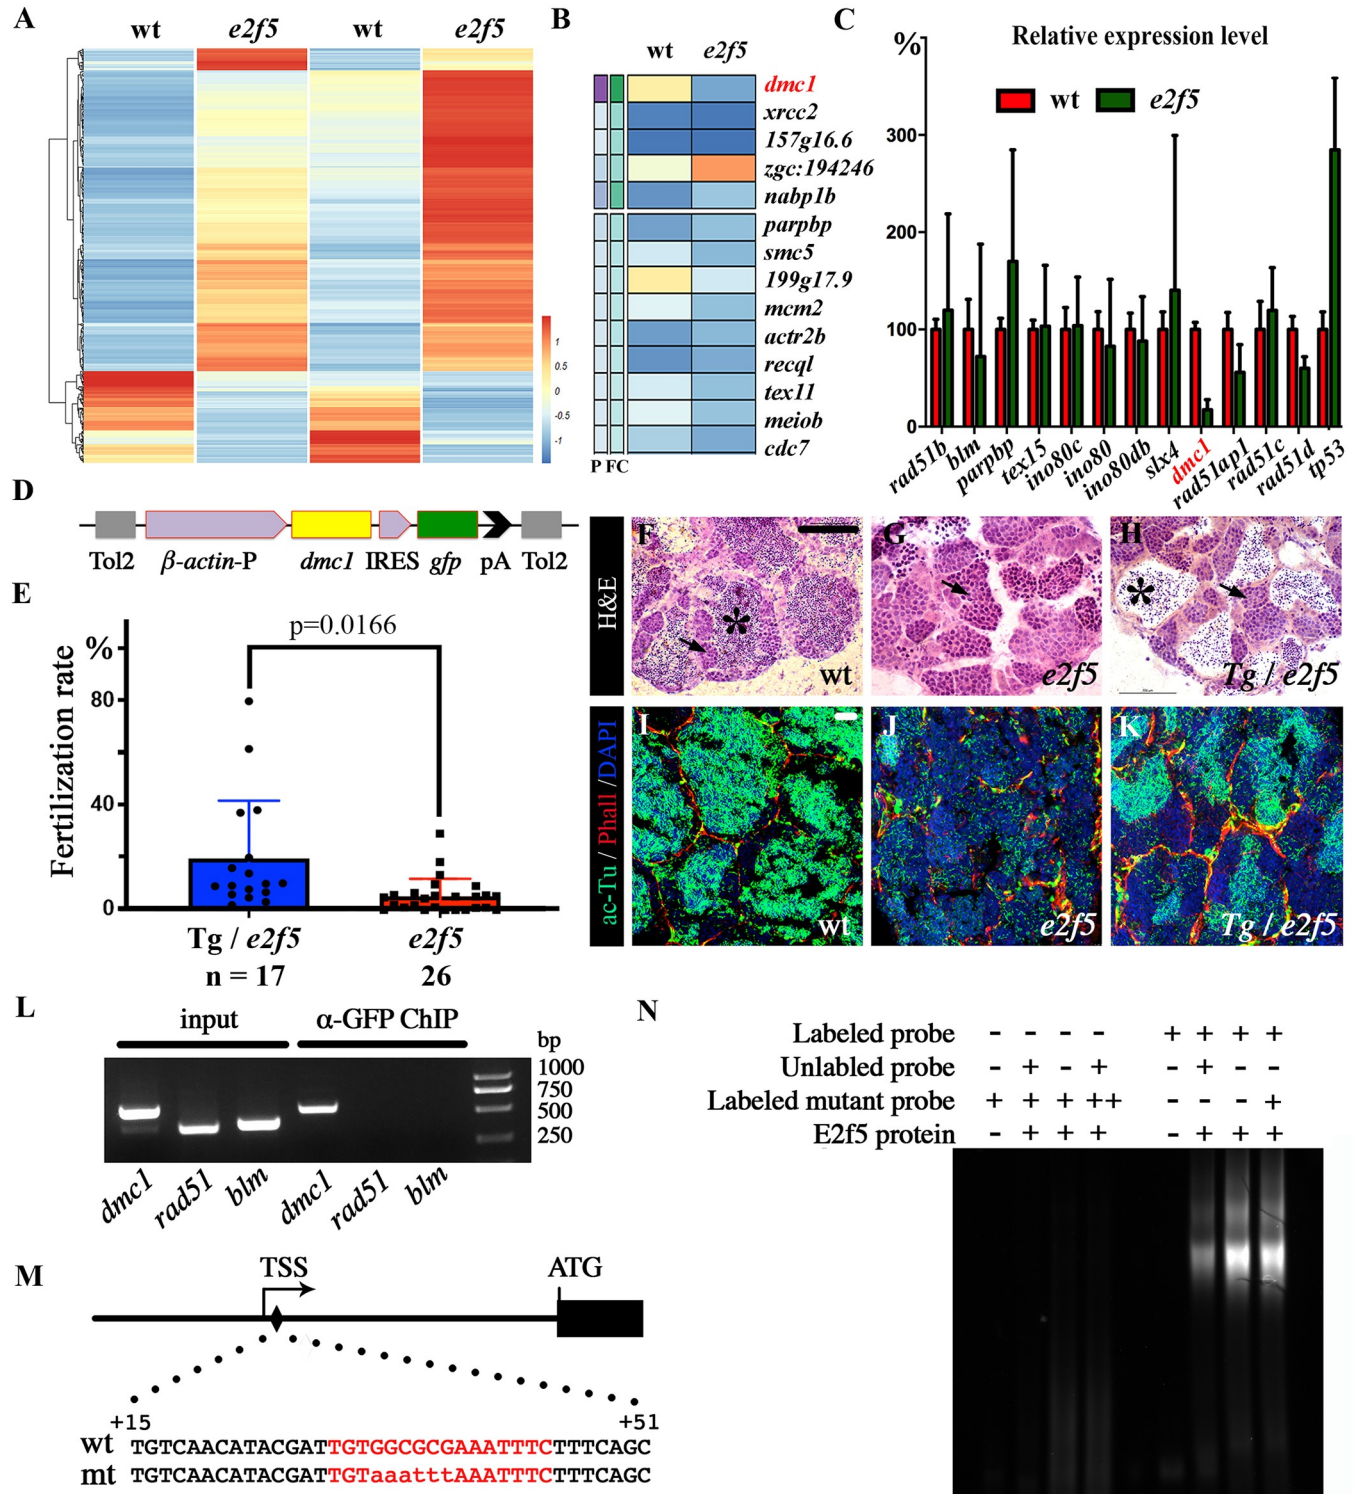 A
wt
e2f5
wt
e2f5
1
0.5
0
-0.5
-1
B
wt
e2f5
dmc1
xrcc2
157g16.6
zgc:194246
nabp1b
parpbp
smc5
199g17.9
mcm2
actr2b
recql
tex11
meiob
cdc7
P FC
C
%
Relative expression level
wt
e2f5
300
200
100
0
rad51b
blm
parpbp
tex15
ino80c
ino80
ino80db
slx4
dmc1
rad51ap1
rad51c
rad51d
tp53
D
Tol2
β-actin-P
dmc1
IRES
gfp
pA
Tol2
E
Fertilization rate
%
80
40
0
p=0.0166
Tg / e2f5
e2f5
n = 17
26
H&E
F
*
wt
G
e2f5
H
*
Tg / e2f5
ac-Tu / Phall /DAPI
I
wt
J
e2f5
K
Tg / e2f5
L
input
α-GFP ChIP
bp
1000
750
500
250
dmc1
rad51
blm
dmc1
rad51
blm
M
TSS
ATG
+15
+51
wt TGTCAACATACGATTGTGGCGCGAAATTTCTTTCAGC
mt TGTCAACATACGATTGTaaatttAAATTTCTTTCAGC
N
Labeled probe - - - - + + + +
Unlabled probe - + - + - + - -
Labeled mutant probe + + + ++ - - - +
E2f5 protein - + + + - + + +